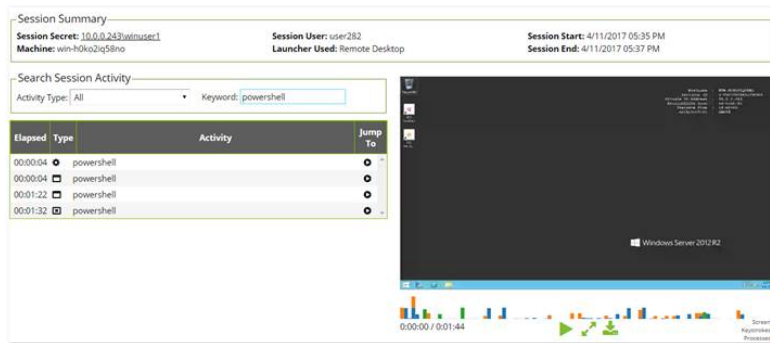 Session Summary
Session Secret: 10.0.0.243\winuser1
Session User: user282
Session Start: 4/11/2017 05:35 PM
Machine: win-h0ko2iq58no
Launcher Used: Remote Desktop
Session End: 4/11/2017 05:37 PM
Search Session Activity
Activity Type: All
Keyword: powershell
Elapsed Type Activity Jump To
00:00:04 powershell
00:00:04 powershell
00:01:22 powershell
00:01:32 powershell
Windows Server 2012 R2
0:00:00 / 0:01:44
Screen
Keystrokes
Processes